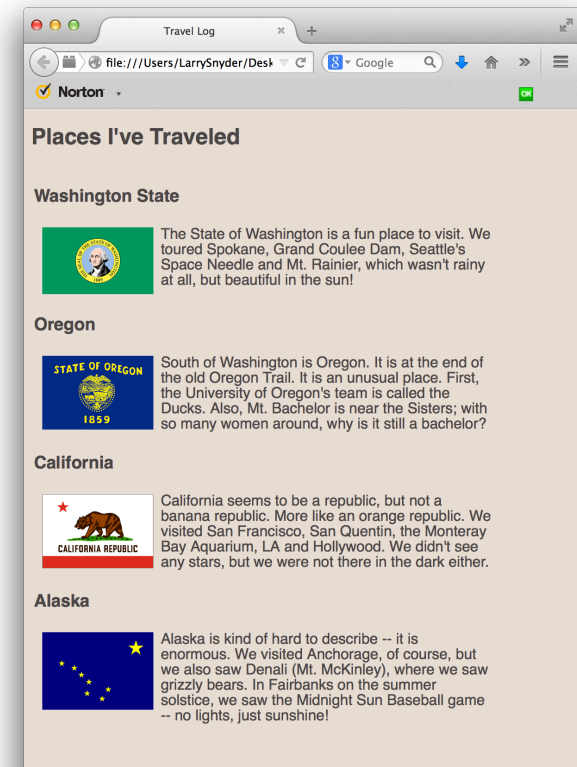 Travel Log
file:///Users/LarrySnyder/Desk
Google
Norton
OK
Places I've Traveled
Washington State
THE SEAL OF THE STATE OF WASHINGTON
1889
The State of Washington is a fun place to visit. We
toured Spokane, Grand Coulee Dam, Seattle's
Space Needle and Mt. Rainier, which wasn't rainy
at all, but beautiful in the sun!
Oregon
STATE OF OREGON
1859
South of Washington is Oregon. It is at the end of
the old Oregon Trail. It is an unusual place. First,
the University of Oregon's team is called the
Ducks. Also, Mt. Bachelor is near the Sisters; with
so many women around, why is it still a bachelor?
California
CALIFORNIA REPUBLIC
California seems to be a republic, but not a
banana republic. More like an orange republic. We
visited San Francisco, San Quentin, the Monteray
Bay Aquarium, LA and Hollywood. We didn't see
any stars, but we were not there in the dark either.
Alaska
Alaska is kind of hard to describe -- it is
enormous. We visited Anchorage, of course, but
we also saw Denali (Mt. McKinley), where we saw
grizzly bears. In Fairbanks on the summer
solstice, we saw the Midnight Sun Baseball game
-- no lights, just sunshine!